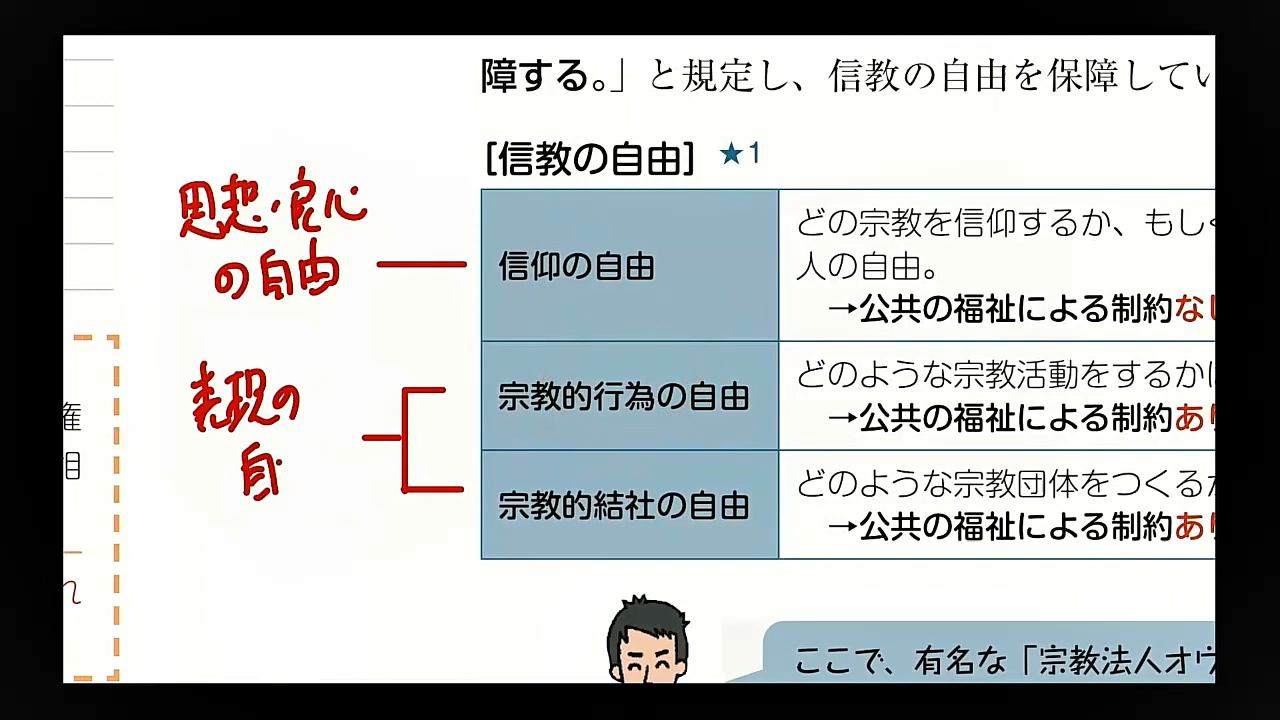 障する。」と規定し、信教の自由を保障して
[信教の自由] ★1
思想・良心
の自由
信仰の自由
どの宗教を信仰するか、もし
人の自由。
→公共の福祉による制約な
表現の
自
宗教的行為の自由
どのような宗教活動をするか
→公共の福祉による制約あ
宗教的結社の自由
どのような宗教団体をつくる
→公共の福祉による制約あ
権
相
れ
ここで、有名な「宗教法人オウ